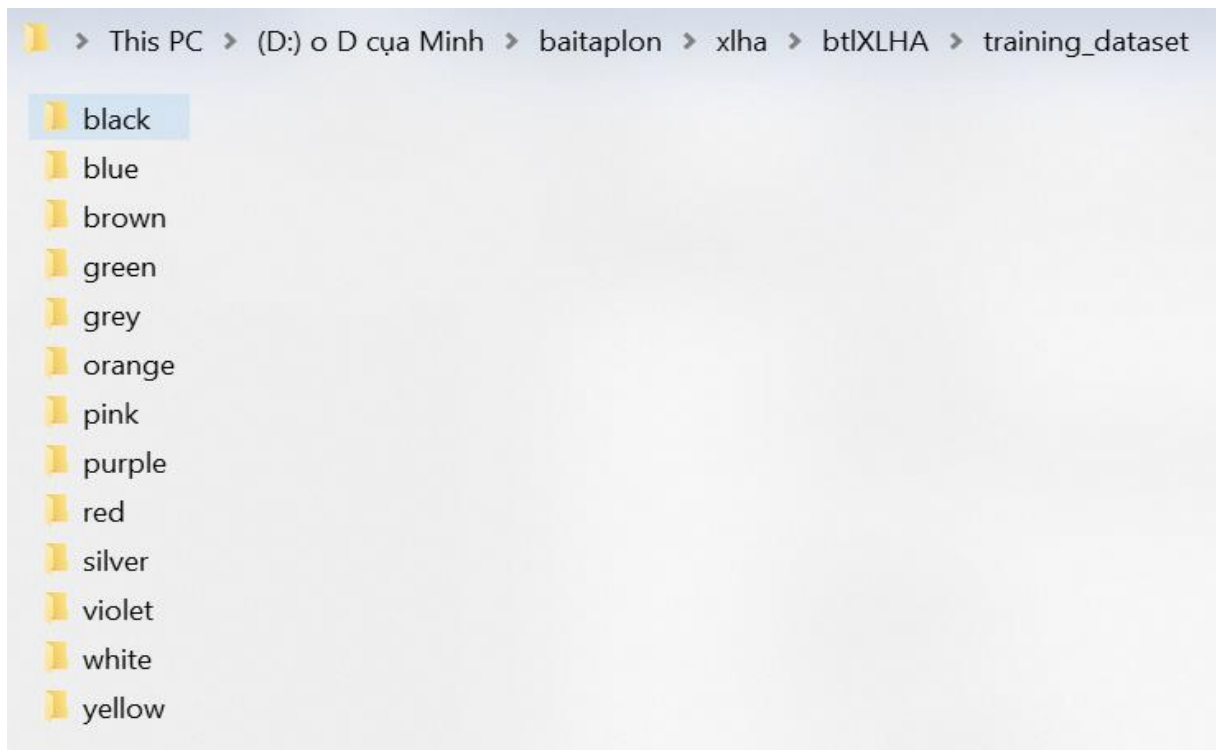 This PC > (D:) o D cụa Minh > baitaplon > xlha > btlXLHA > training_dataset
black
blue
brown
green
grey
orange
pink
purple
red
silver
violet
white
yellow